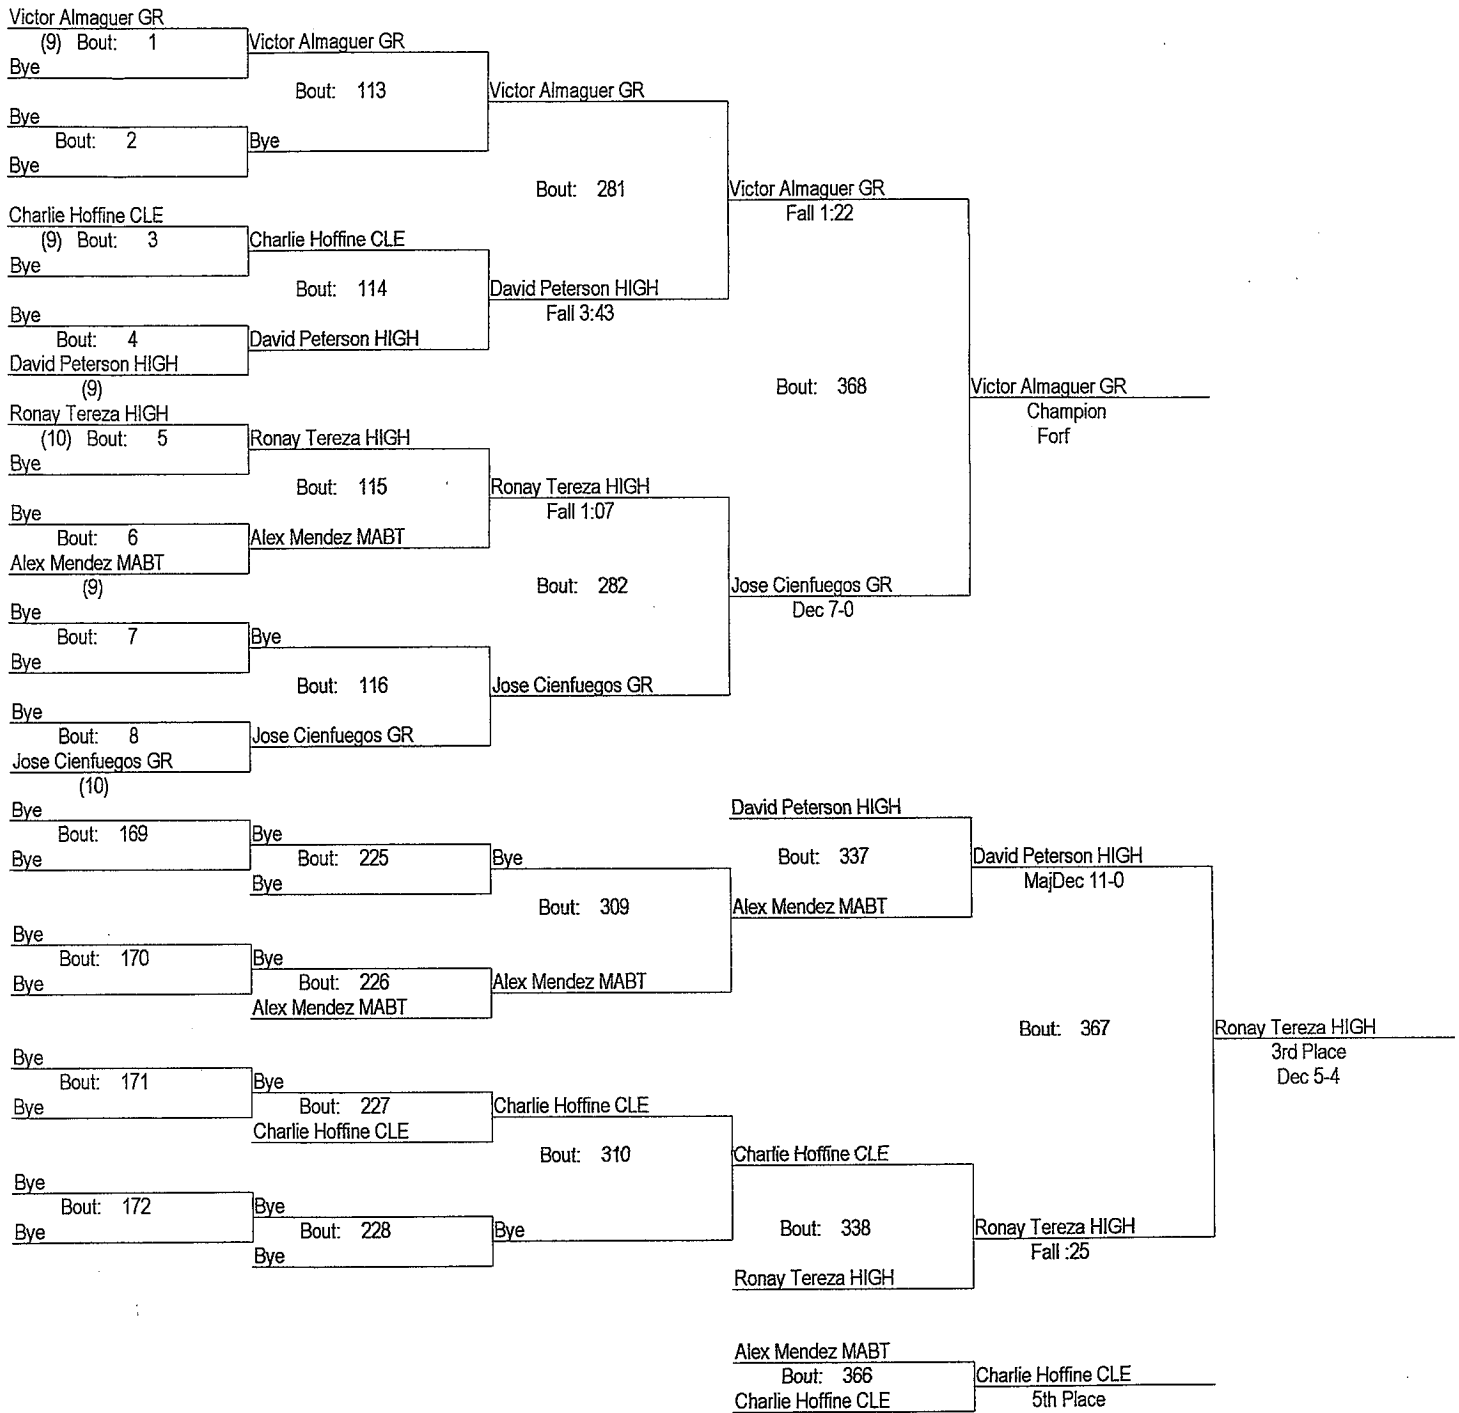 Victor Almaguer GR
(9) Bout: 1
Bye
Victor Almaguer GR
Bout: 113
Bye
Bout: 2
Bye
Bye
Victor Almaguer GR
Bout: 281
Charlie Hoffine CLE
(9) Bout: 3
Bye
Charlie Hoffine CLE
Bout: 114
Bye
Bout: 4
David Peterson HIGH
(9)
David Peterson HIGH
David Peterson HIGH
Fall 3:43
Victor Almaguer GR
Fall 1:22
Bout: 368
Victor Almaguer GR
Champion
Forf
Ronay Tereza HIGH
(10) Bout: 5
Bye
Ronay Tereza HIGH
Bout: 115
Bye
Bout: 6
Alex Mendez MABT
(9)
Alex Mendez MABT
Ronay Tereza HIGH
Fall 1:07
Bout: 282
Bye
Bout: 7
Bye
Bye
Bout: 116
Bye
Bout: 8
Jose Cienfuegos GR
(10)
Jose Cienfuegos GR
Jose Cienfuegos GR
Jose Cienfuegos GR
Dec 7-0
Bye
Bout: 169
Bye
Bye
Bout: 225
Bye
Bye
Bout: 309
Bye
Bout: 170
Bye
Bye
Bout: 226
Alex Mendez MABT
Alex Mendez MABT
David Peterson HIGH
Bout: 337
Alex Mendez MABT
David Peterson HIGH
MajDec 11-0
Bout: 367
Ronay Tereza HIGH
3rd Place
Dec 5-4
Bye
Bout: 171
Bye
Bye
Bout: 227
Charlie Hoffine CLE
Charlie Hoffine CLE
Bout: 310
Bye
Bout: 172
Bye
Bye
Bout: 228
Bye
Bye
Charlie Hoffine CLE
Bout: 338
Ronay Tereza HIGH
Ronay Tereza HIGH
Fall :25
Alex Mendez MABT
Bout: 366
Charlie Hoffine CLE
Charlie Hoffine CLE
5th Place